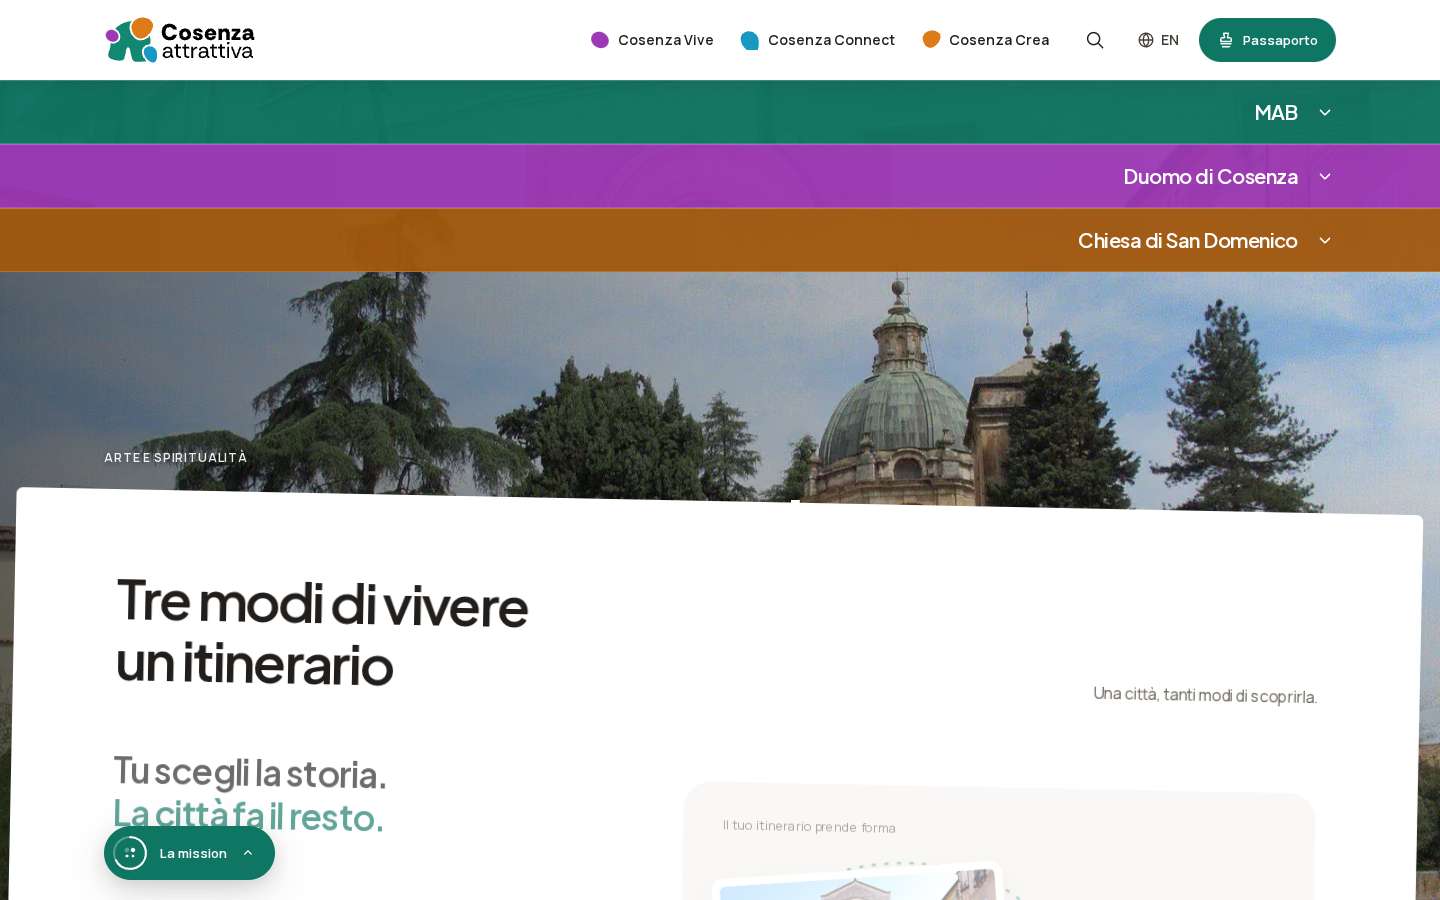 Cosenza
attrattiva
Cosenza Vive
Cosenza Connect
Cosenza Crea
EN
Passaporto
MAB
Duomo di Cosenza
Chiesa di San Domenico
ARTE E SPIRITUALITÀ
Tre modi di vivere
un itinerario
Una città, tanti modi di scoprirla.
Tu scegli la storia.
La città fa il resto.
Il tuo itinerario prende forma
La mission